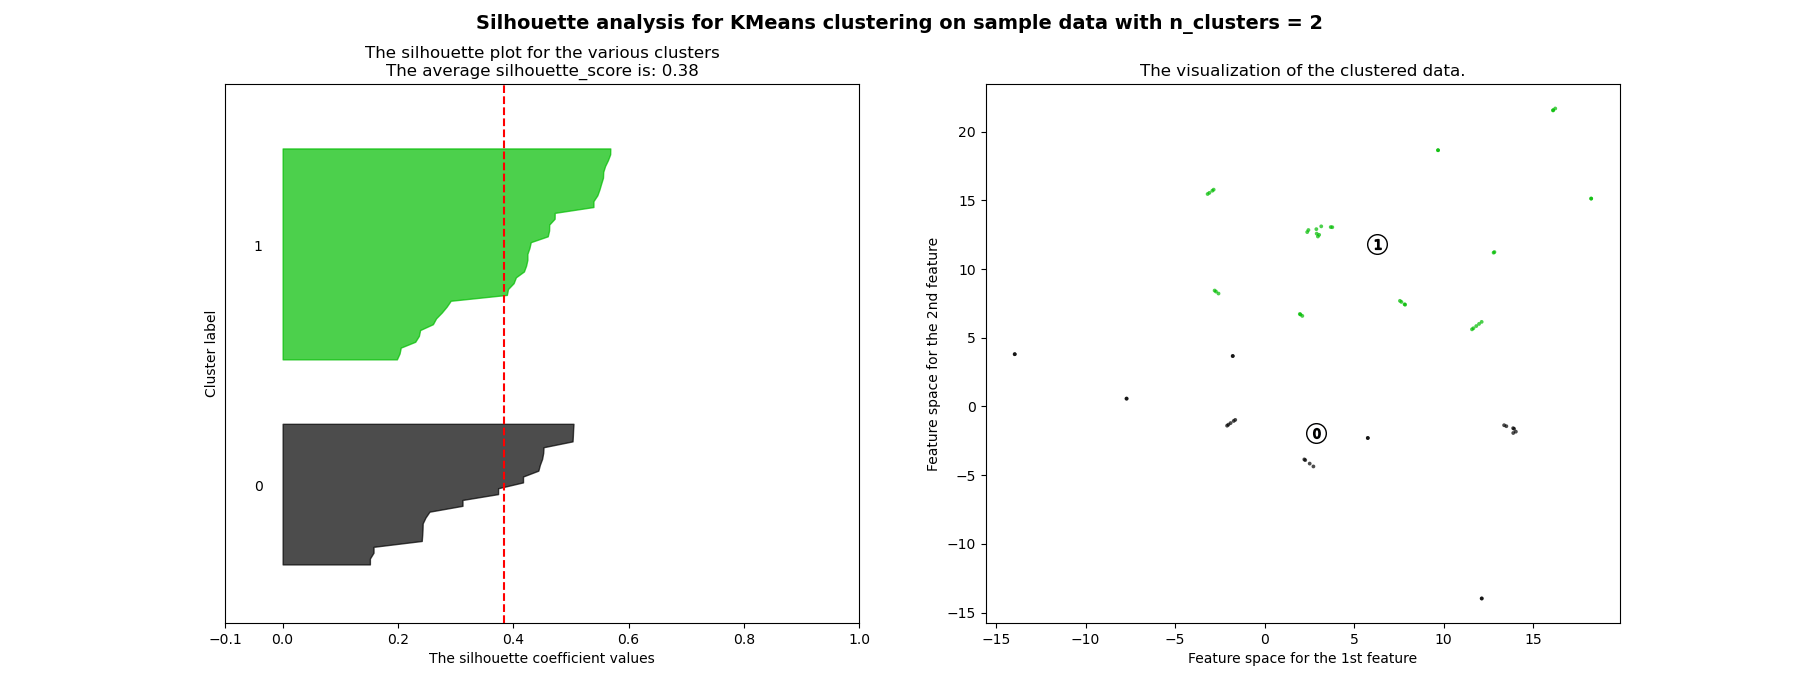 Silhouette analysis for KMeans clustering on sample data with n_clusters = 2
The silhouette plot for the various clusters
The average silhouette_score is: 0.38
Cluster label
1
0
−0.1 0.0 0.2 0.4 0.6 0.8 1.0
The silhouette coefficient values
The visualization of the clustered data.
Feature space for the 2nd feature
20
15
10
5
0
−5
−10
−15
1
0
−15 −10 −5 0 5 10 15
Feature space for the 1st feature